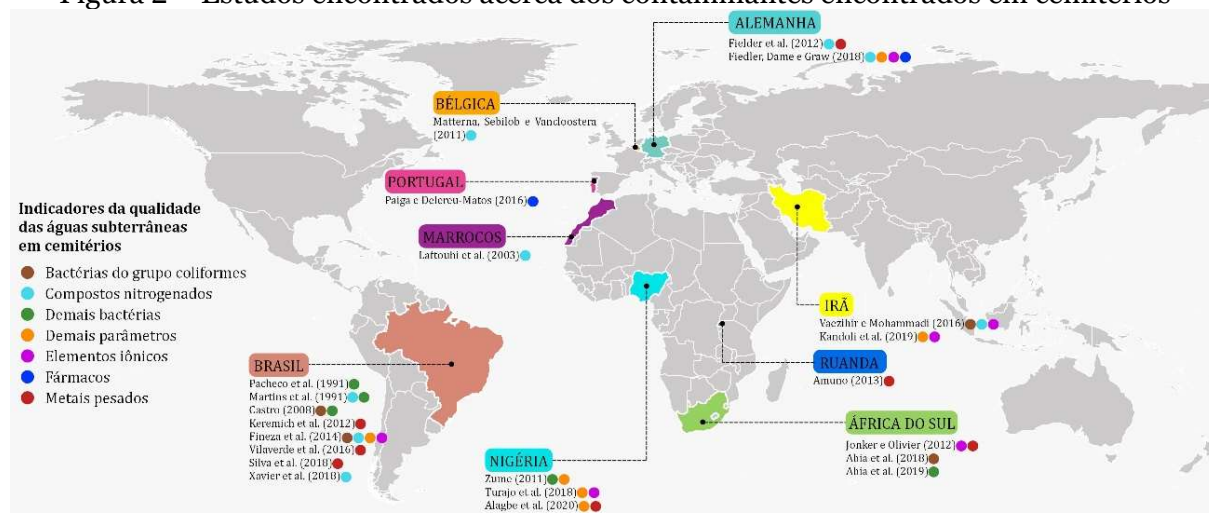 Figura 2 – Estudos encontrados acerca dos contaminantes encontrados em cemitérios
ALEMANHA
Fielder et al. (2012)
Fiedler, Dame e Graw (2018)
BÉLGICA
Matterna, Sebilob e Vancloostera
(2011)
PORTUGAL
Paiga e Delereu-Matos (2016)
MARROCOS
Laftouhi et al. (2003)
Indicadores da qualidade
das águas subterrâneas
em cemitérios
Bactérias do grupo coliformes
Compostos nitrogenados
Demais bactérias
Demais parâmetros
Elementos iônicos
Fármacos
Metais pesados
IRÃ
Vaezihir e Mohammadi (2016)
Kandoli et al. (2019)
RUANDA
Amuno (2013)
BRASIL
Pacheco et al. (1991)
Martins et al. (1991)
Castro (2008)
Keremich et al. (2012)
Fineza et al. (2014)
Vilaverde et al. (2016)
Silva et al. (2018)
Xavier et al. (2018)
ÁFRICA DO SUL
Jonker e Olivier (2012)
Abia et al. (2018)
Abia et al. (2019)
NIGÉRIA
Zume (2011)
Turajo et al. (2018)
Alagbe et al. (2020)